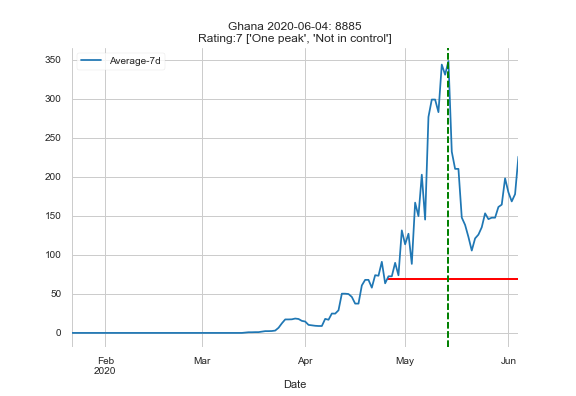 Ghana 2020-06-04: 8885
Rating:7 ['One peak', 'Not in control']
Average-7d
350
300
250
200
150
100
50
0
Feb
2020
Mar
Apr
May
Jun
Date